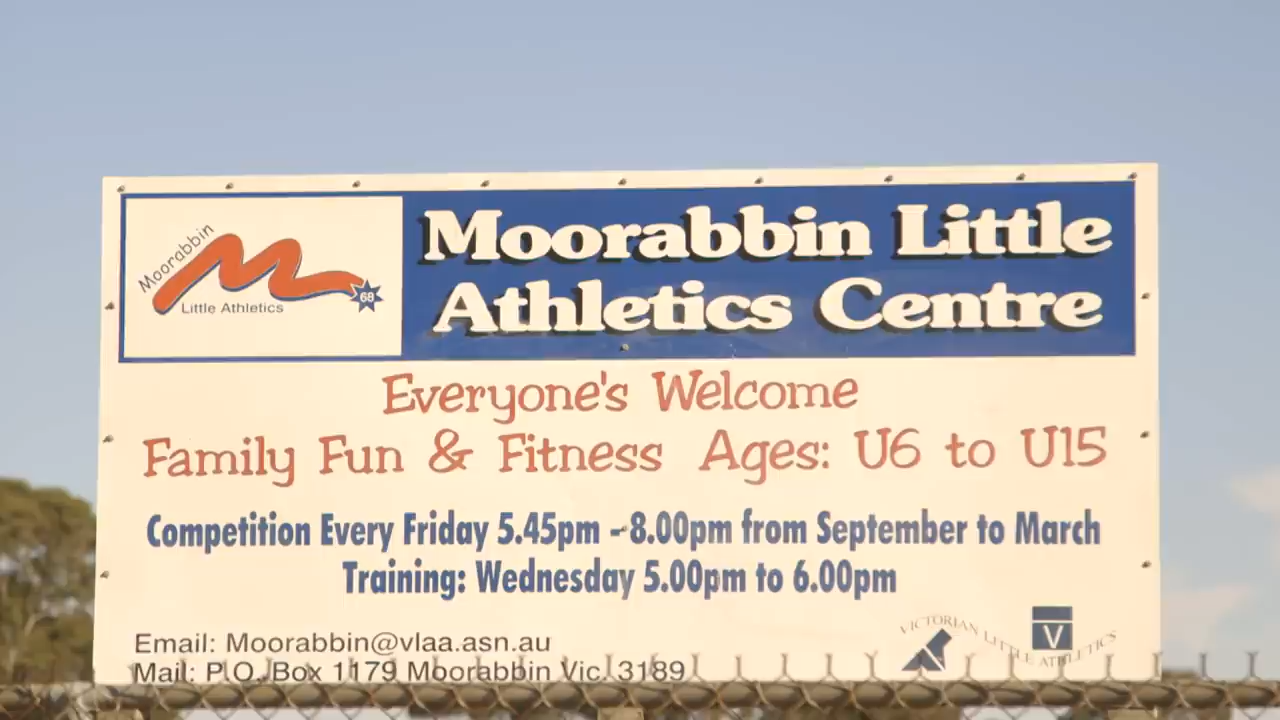 Moorabbin
Little Athletics
68
Moorabbin Little
Athletics Centre
Everyone's Welcome
Family Fun & Fitness Ages: U6 to U15
Competition Every Friday 5.45pm - 8.00pm from September to March
Training: Wednesday 5.00pm to 6.00pm
Email: Moorabbin@vlaa.asn.au
Mail: P.O. Box 1179 Moorabbin Vic. 3189
VICTORIAN LITTLE ATHLETICS
V